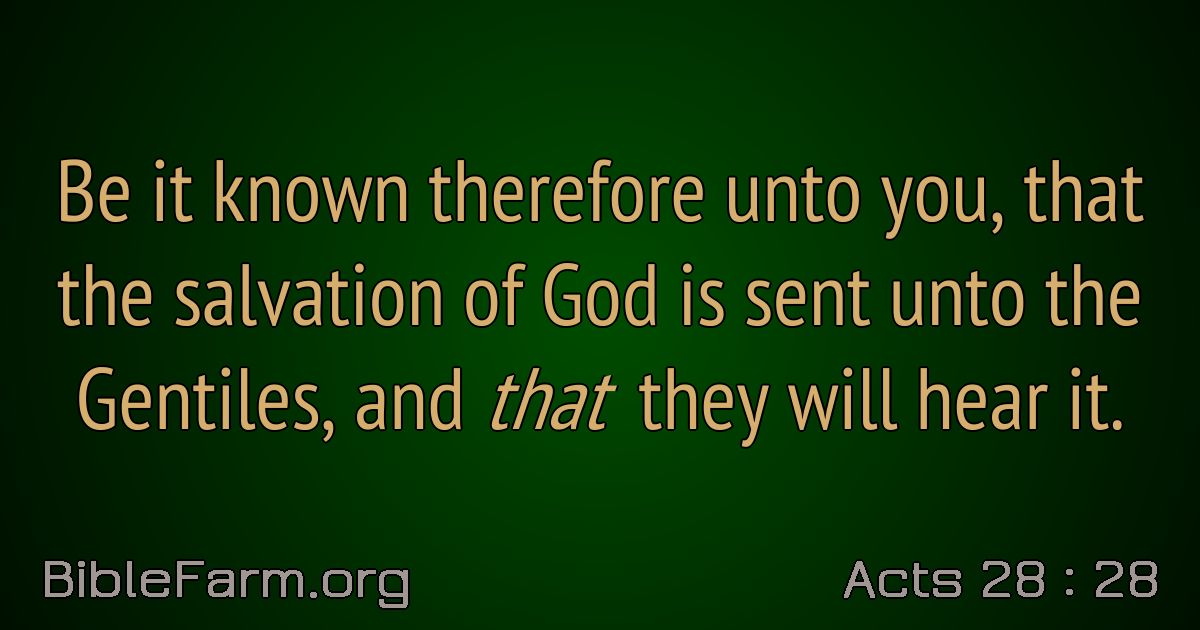 Be it known therefore unto you, that
the salvation of God is sent unto the
Gentiles, and that they will hear it.
BibleFarm.org
Acts 28 : 28